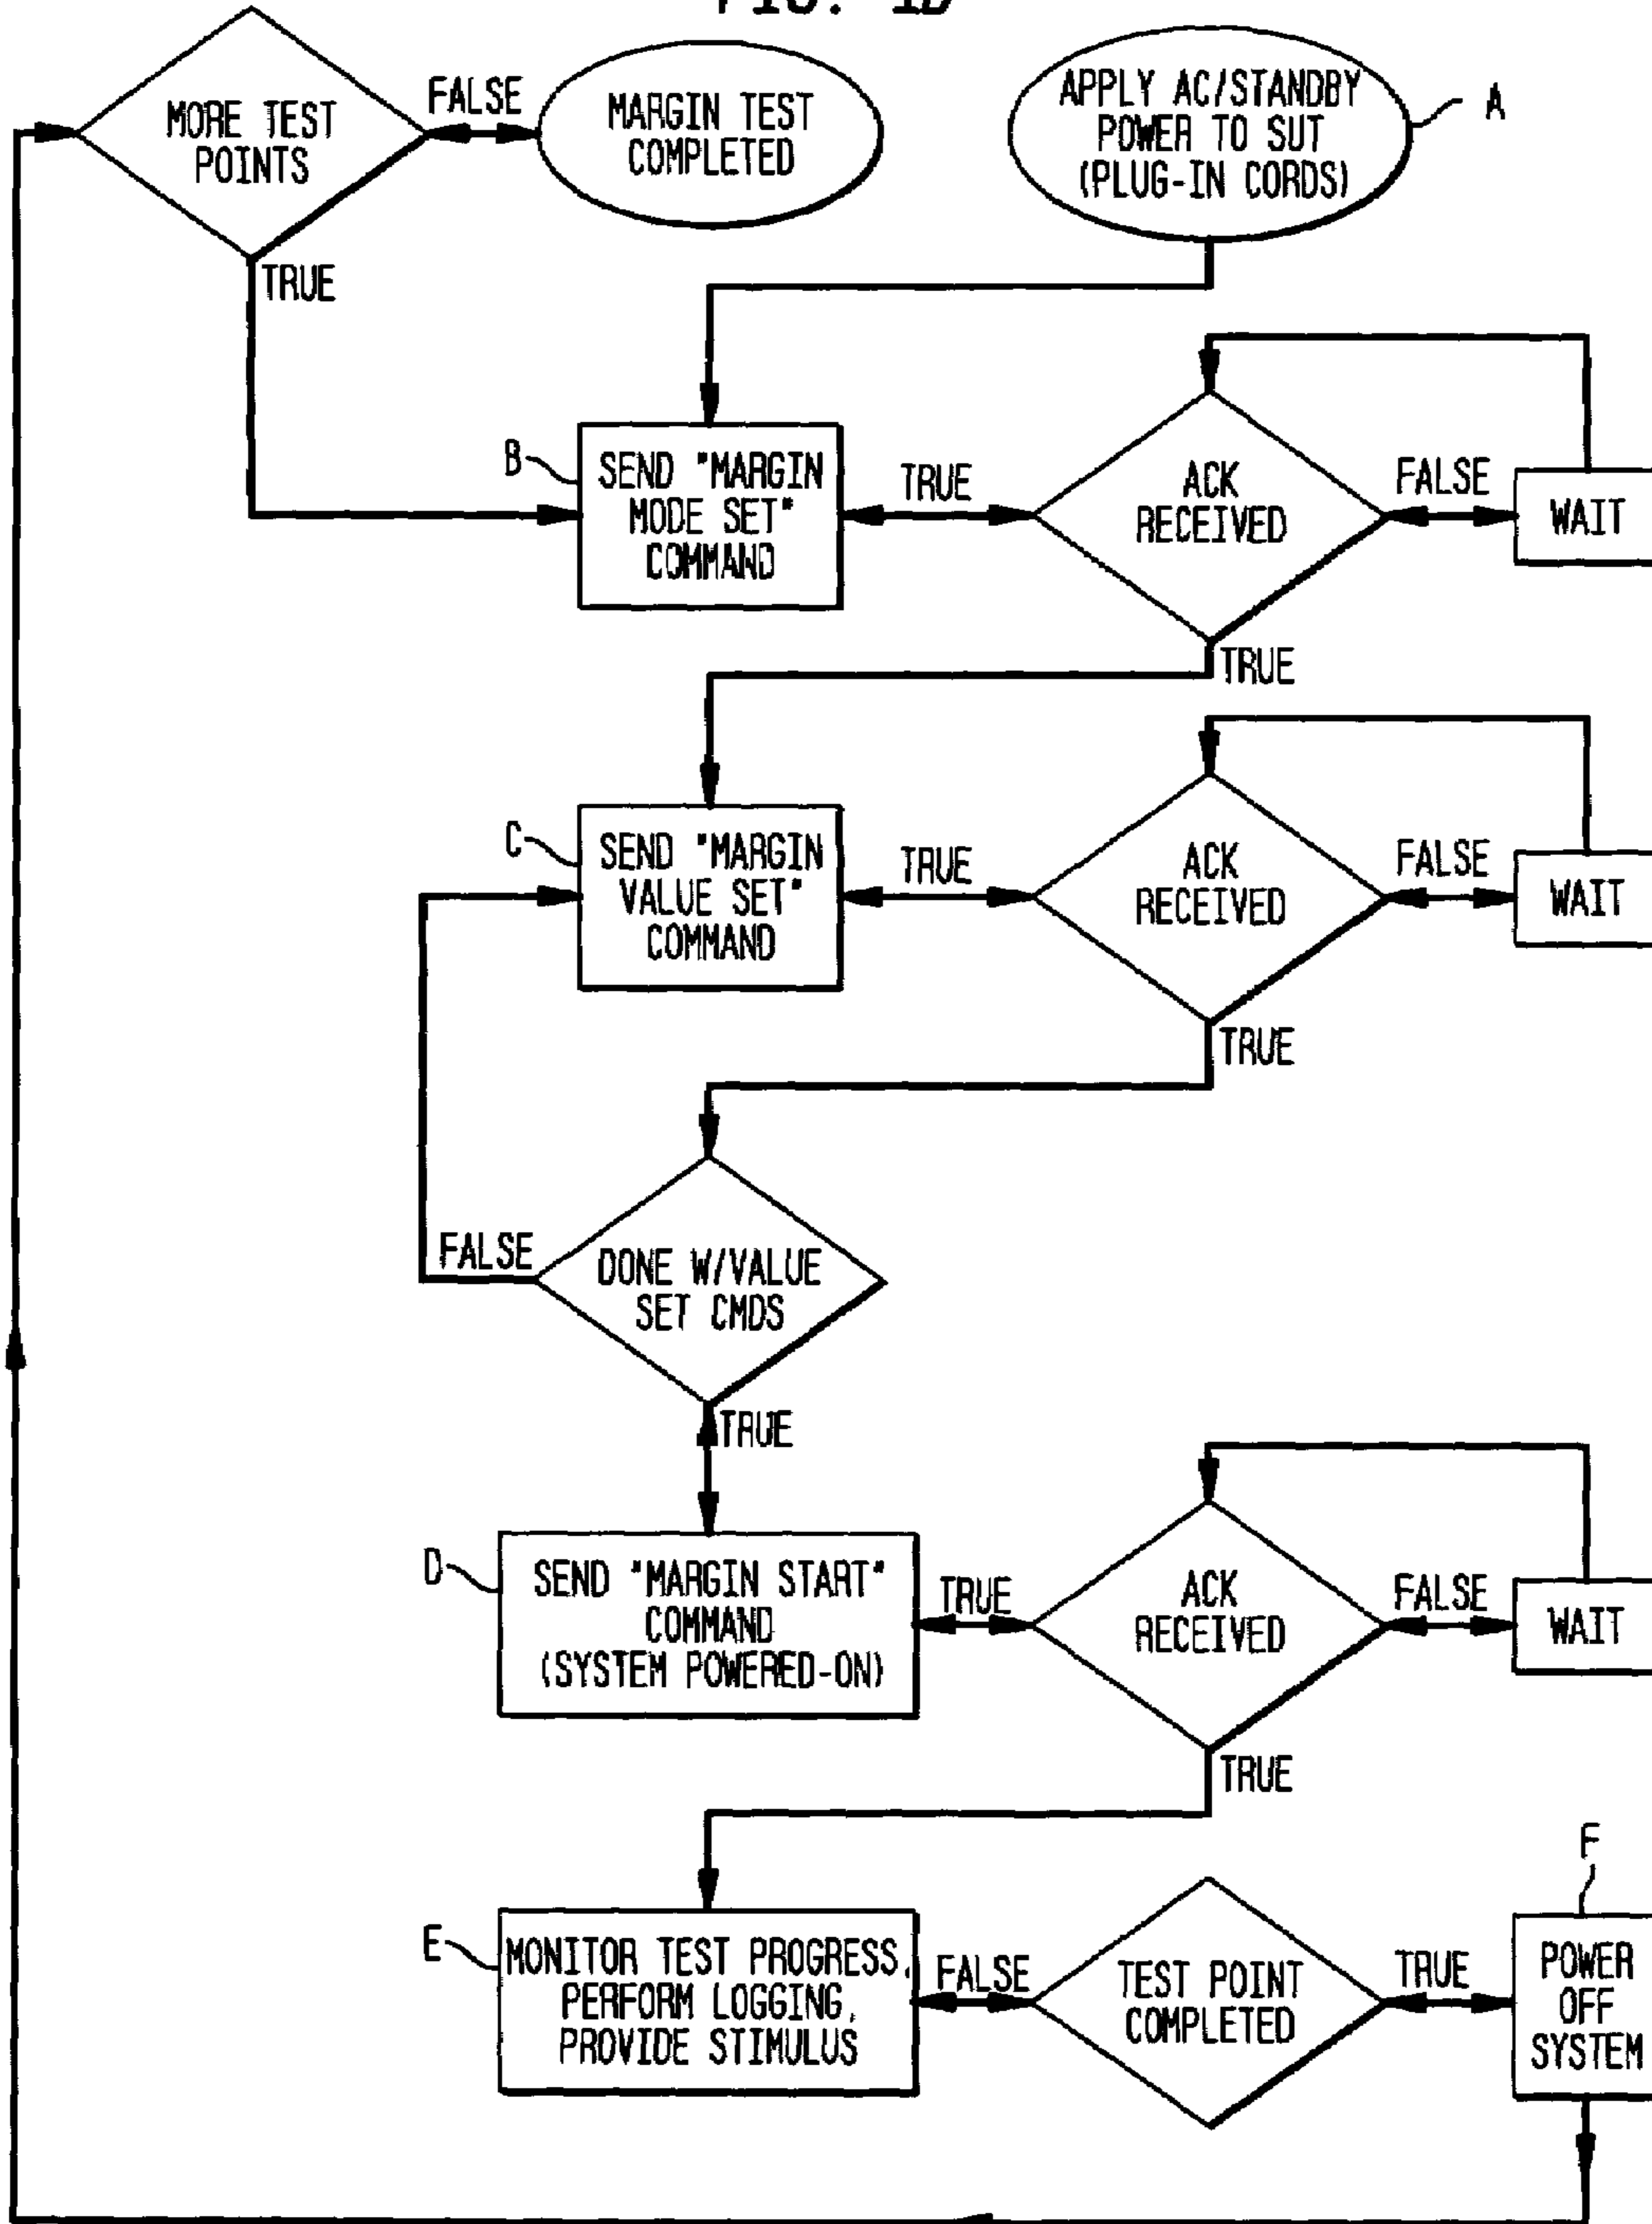 MORE TEST
POINTS
FALSE
MARGIN TEST
COMPLETED
APPLY AC/STANDBY
POWER TO SUT
(PLUG-IN CORDS)
A
TRUE
B
SEND "MARGIN
MODE SET"
COMMAND
TRUE
ACK
RECEIVED
FALSE
WAIT
TRUE
C
SEND "MARGIN
VALUE SET"
COMMAND
TRUE
ACK
RECEIVED
FALSE
WAIT
TRUE
FALSE
DONE W/VALUE
SET CMDS
TRUE
D
SEND "MARGIN START"
COMMAND
(SYSTEM POWERED-ON)
TRUE
ACK
RECEIVED
FALSE
WAIT
TRUE
E
MONITOR TEST PROGRESS,
PERFORM LOGGING,
PROVIDE STIMULUS
FALSE
TEST POINT
COMPLETED
TRUE
F
POWER
OFF
SYSTEM